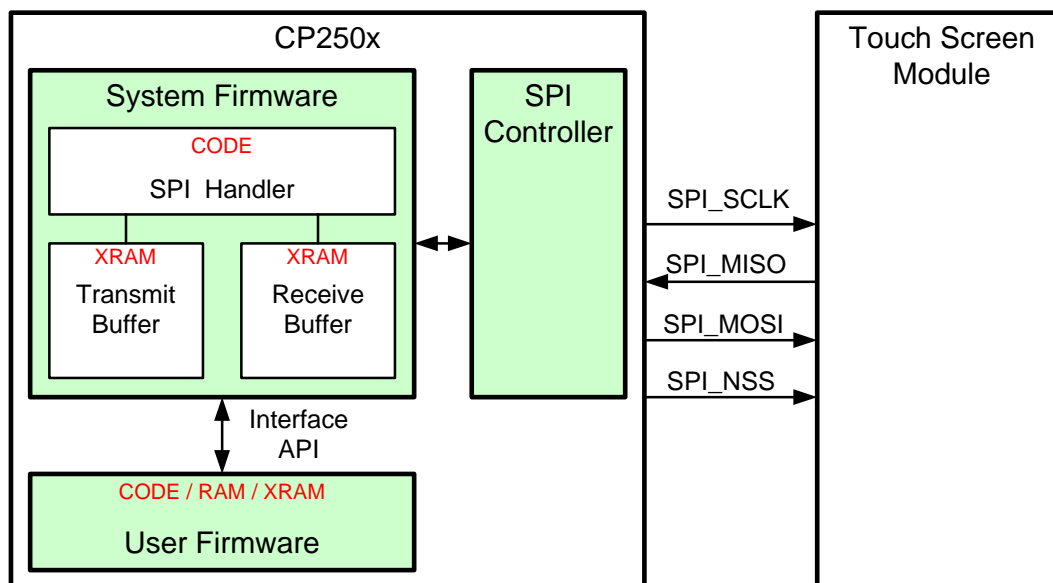 CP250x
System Firmware
CODE
SPI Handler
XRAM
Transmit
Buffer
XRAM
Receive
Buffer
SPI
Controller
Interface
API
CODE / RAM / XRAM
User Firmware
SPI_SCLK
SPI_MISO
SPI_MOSI
SPI_NSS
Touch Screen
Module